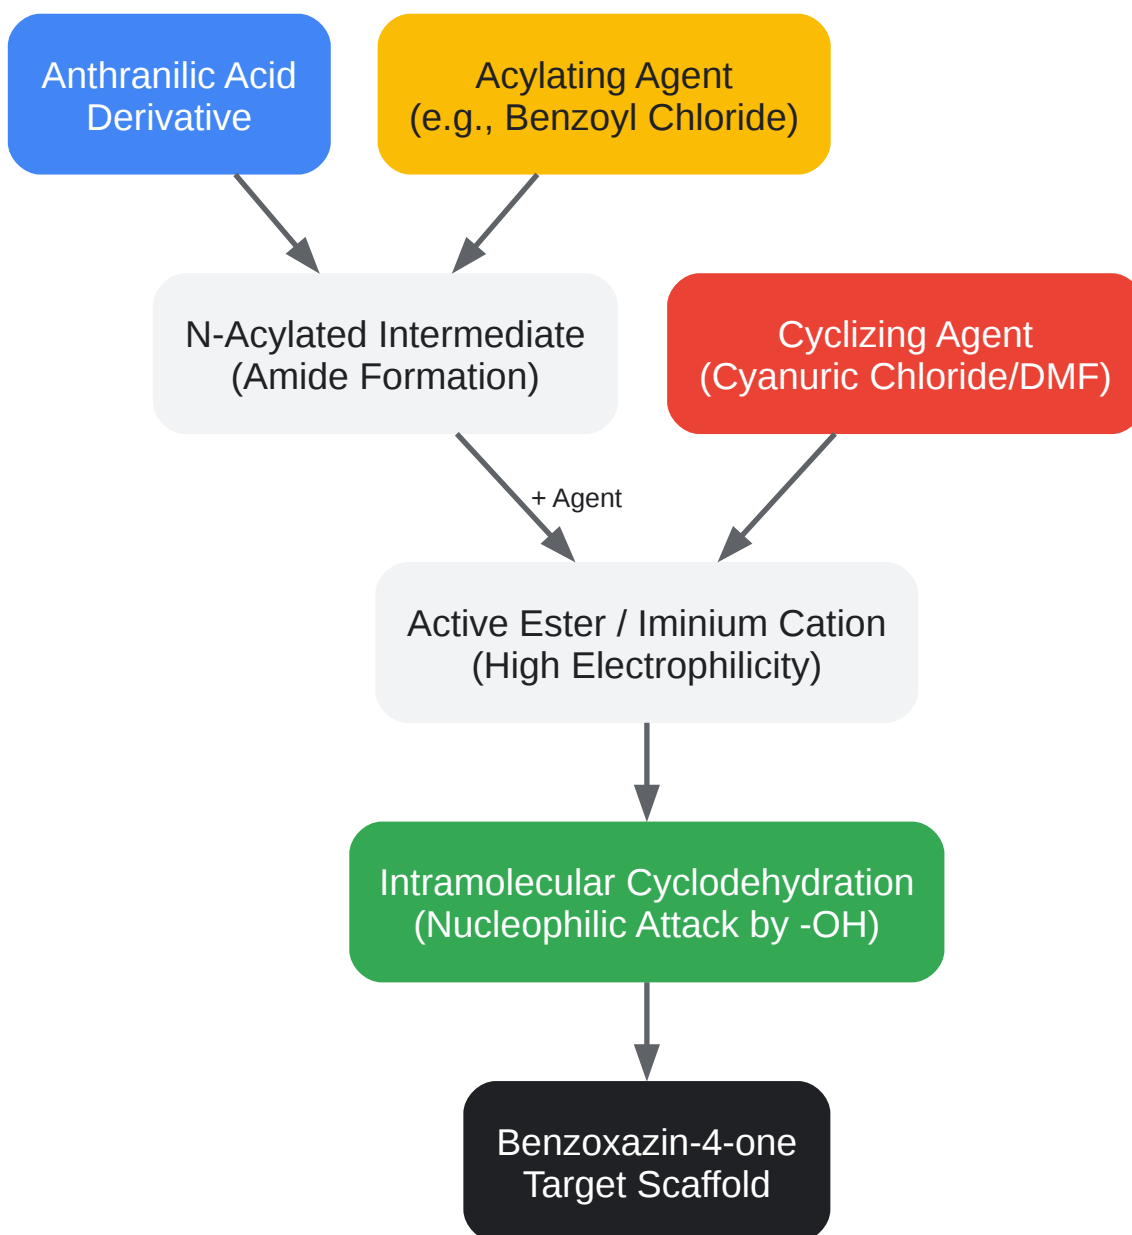 Anthranilic Acid
Derivative
Acylating Agent
(e.g., Benzoyl Chloride)
N-Acylated Intermediate
(Amide Formation)
Cyclizing Agent
(Cyanuric Chloride/DMF)
+ Agent
Active Ester / Iminium Cation
(High Electrophilicity)
Intramolecular Cyclodehydration
(Nucleophilic Attack by -OH)
Benzoxazin-4-one
Target Scaffold